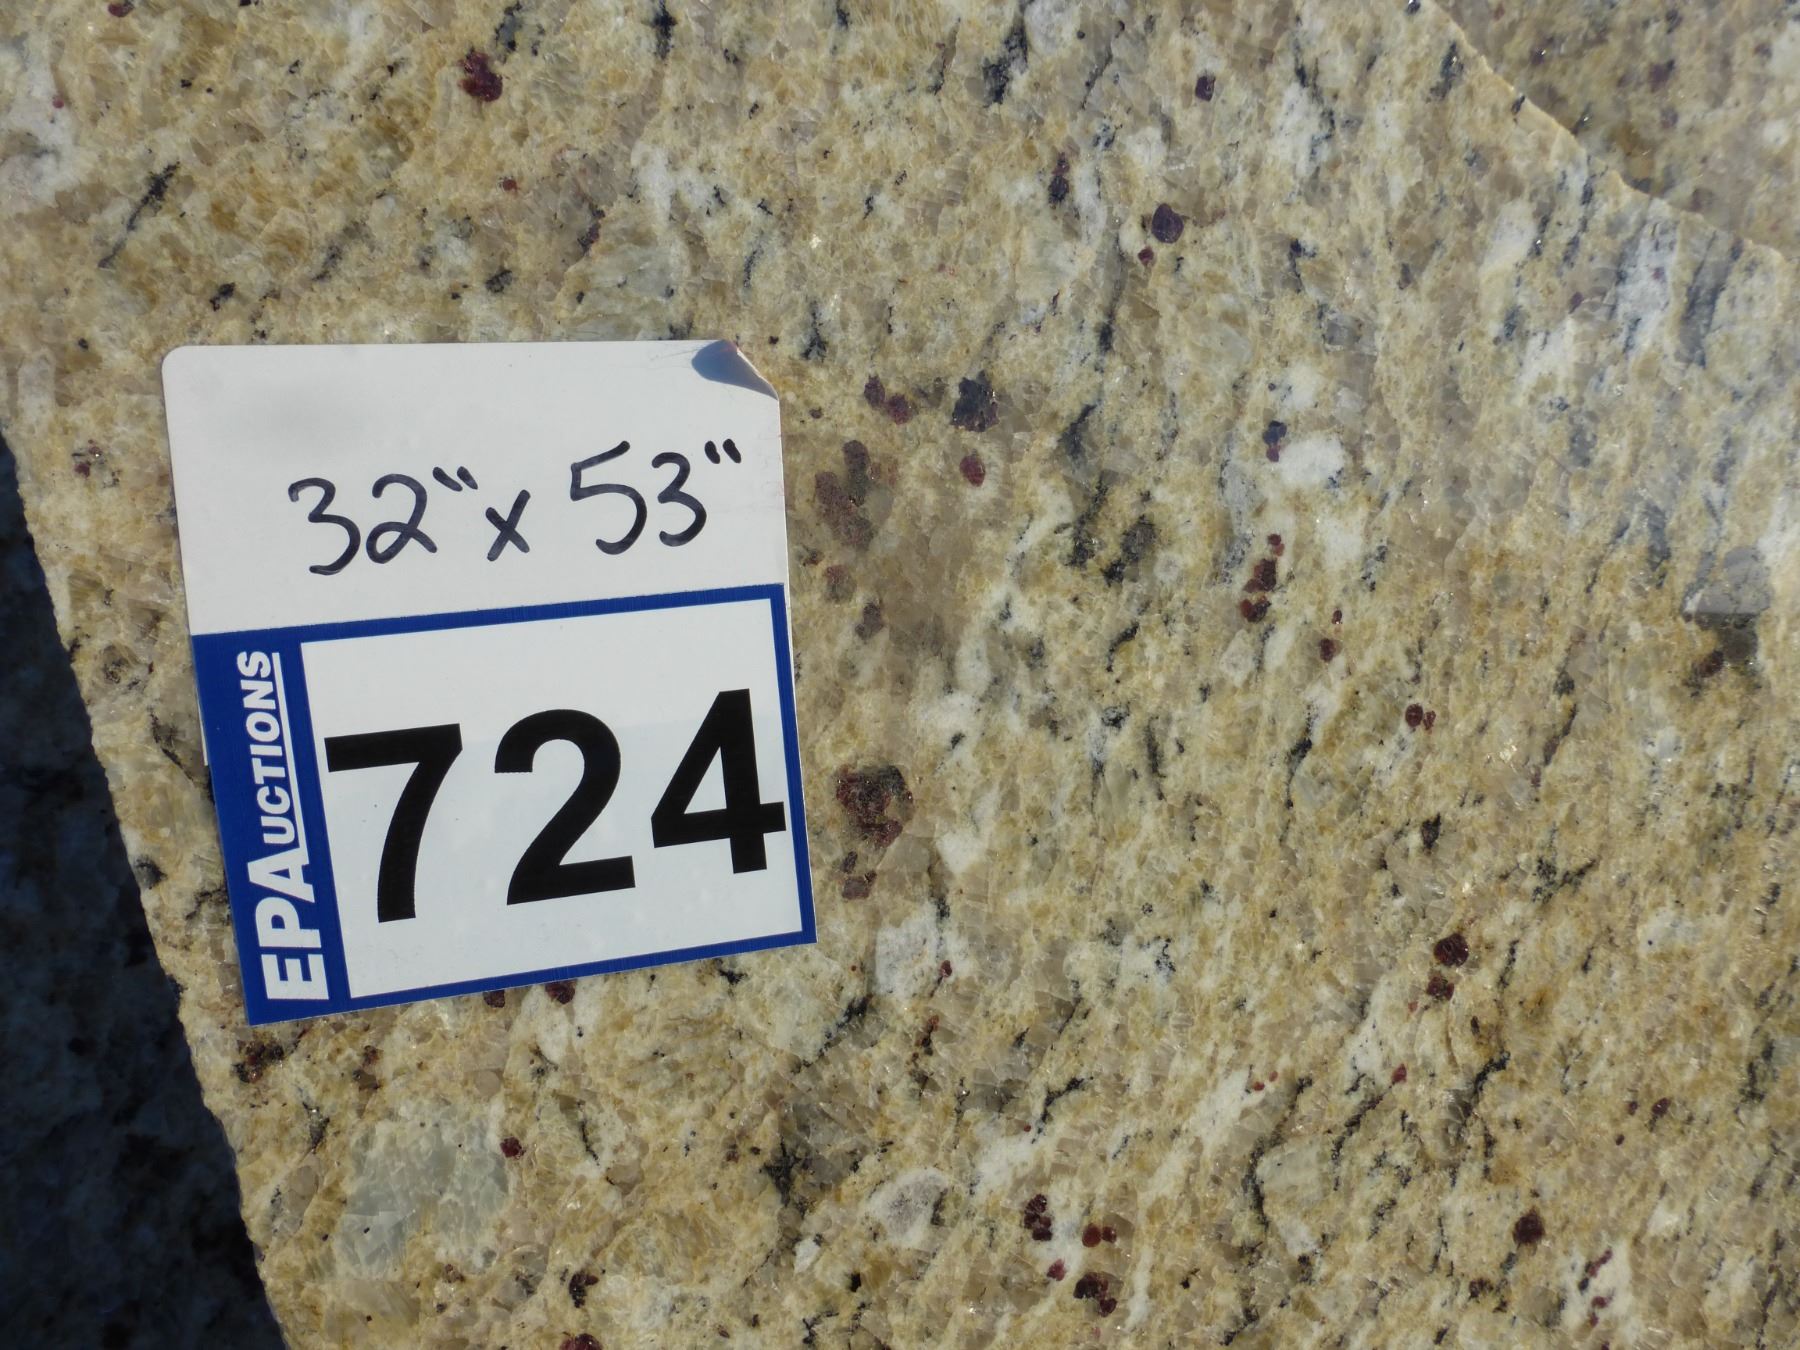 32" x 53"
EPAUCTIONS
724